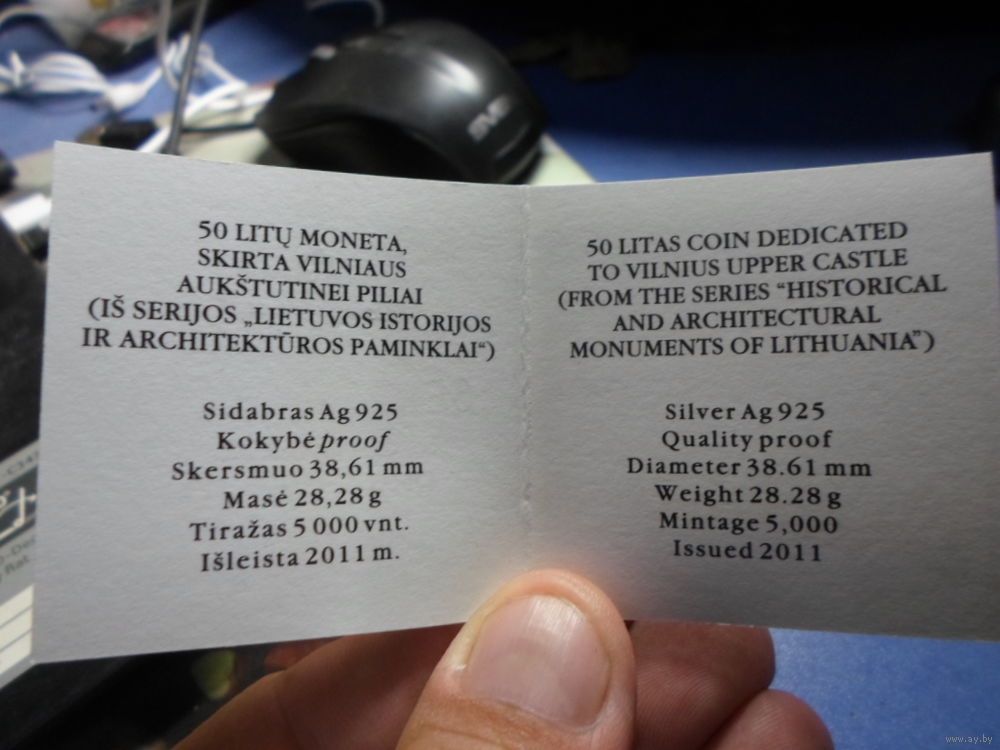 50 LITŲ MONETA,
SKIRTA VILNIAUS
AUKŠTUTINEI PILIAI
(IŠ SERIJOS „LIETUVOS ISTORIJOS
IR ARCHITEKTŪROS PAMINKLAI“)
Sidabras Ag 925
Kokybė proof
Skersmuo 38,61 mm
Masė 28,28 g
Tiražas 5 000 vnt.
Išleista 2011 m.
50 LITAS COIN DEDICATED
TO VILNIUS UPPER CASTLE
(FROM THE SERIES “HISTORICAL
AND ARCHITECTURAL
MONUMENTS OF LITHUANIA”)
Silver Ag 925
Quality proof
Diameter 38.61 mm
Weight 28.28 g
Mintage 5,000
Issued 2011
www.ay.by